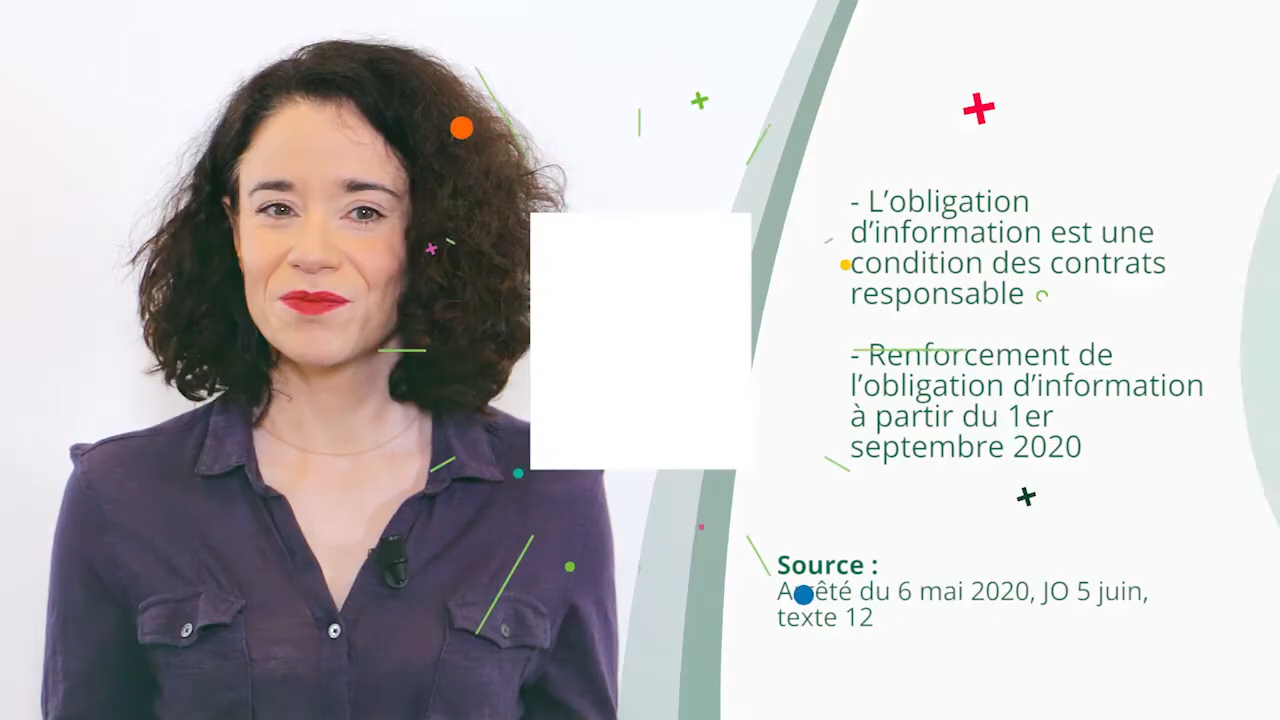 - L’obligation
d’information est une
condition des contrats
responsable
- Renforcement de
l’obligation d’information
à partir du 1er
septembre 2020
Source :
Arrêté du 6 mai 2020, JO 5 juin,
texte 12